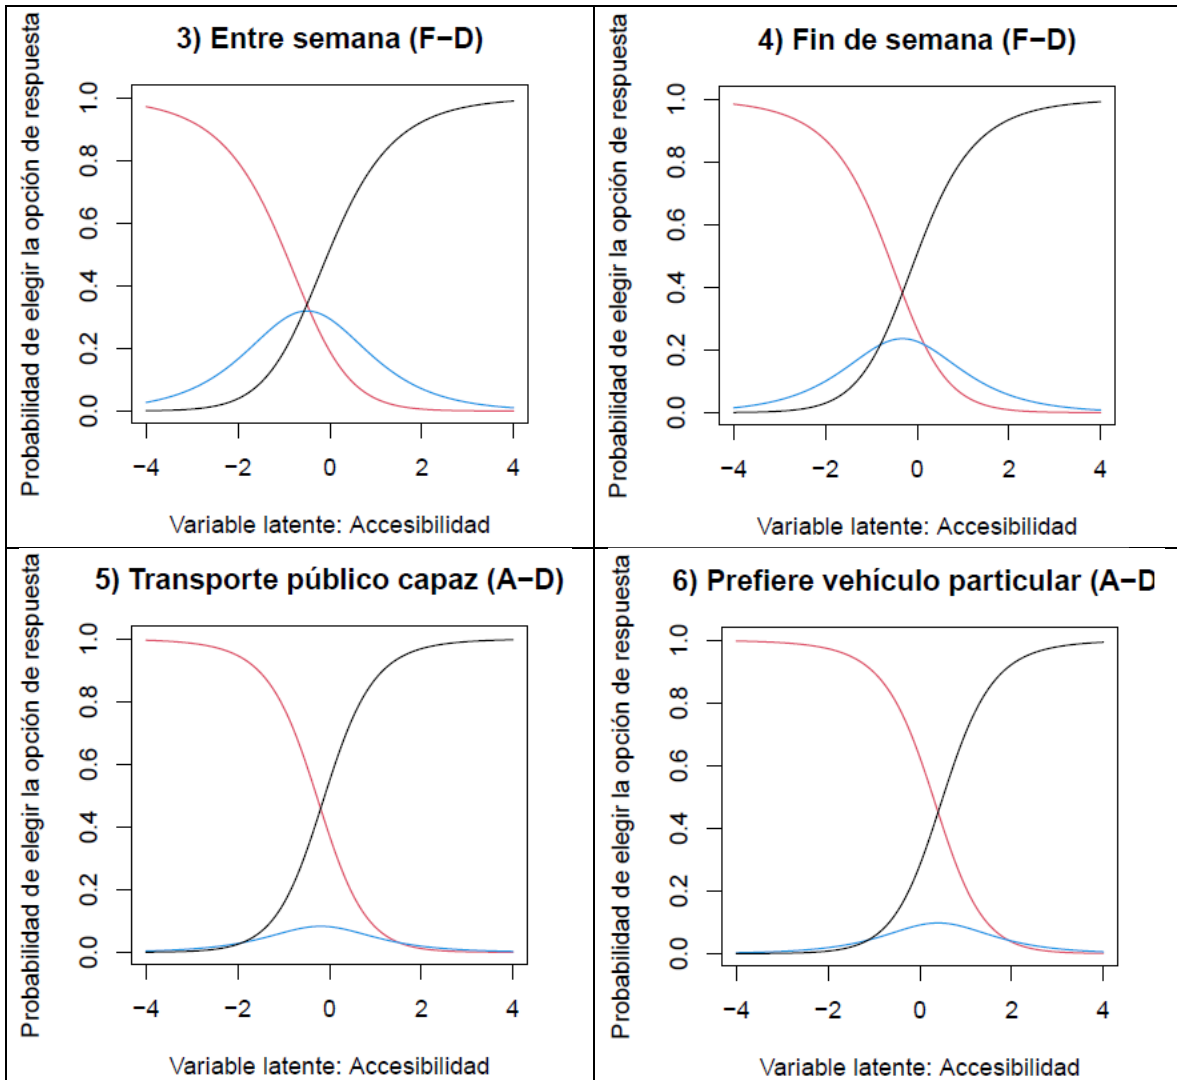 3) Entre semana (F−D)
Probabilidad de elegir la opción de respuesta
1.0
0.8
0.6
0.4
0.2
0.0
−4 −2 0 2 4
Variable latente: Accesibilidad
4) Fin de semana (F−D)
Probabilidad de elegir la opción de respuesta
1.0
0.8
0.6
0.4
0.2
0.0
−4 −2 0 2 4
Variable latente: Accesibilidad
5) Transporte público capaz (A−D)
Probabilidad de elegir la opción de respuesta
1.0
0.8
0.6
0.4
0.2
0.0
−4 −2 0 2 4
Variable latente: Accesibilidad
6) Prefiere vehículo particular (A−D
Probabilidad de elegir la opción de respuesta
1.0
0.8
0.6
0.4
0.2
0.0
−4 −2 0 2 4
Variable latente: Accesibilidad